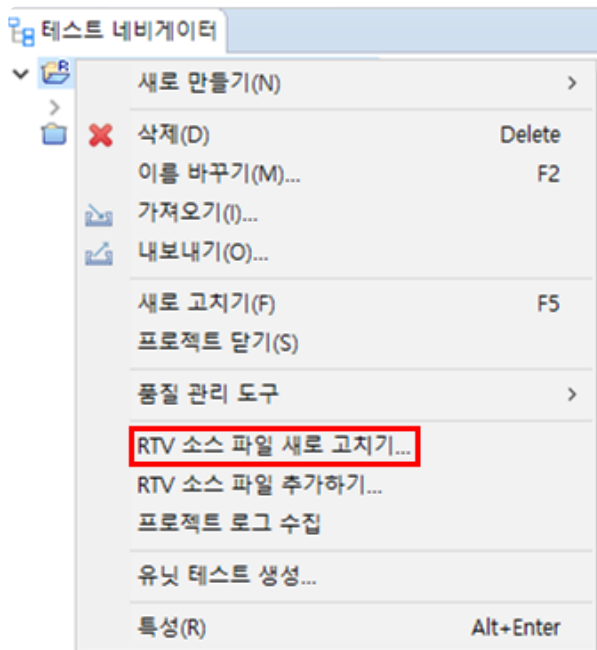 테스트 네비게이터
새로 만들기(N)
삭제(D) Delete
이름 바꾸기(M)... F2
가져오기(I)...
내보내기(O)...
새로 고치기(F) F5
프로젝트 닫기(S)
품질 관리 도구
RTV 소스 파일 새로 고치기...
RTV 소스 파일 추가하기...
프로젝트 로그 수집
유닛 테스트 생성...
특성(R) Alt+Enter